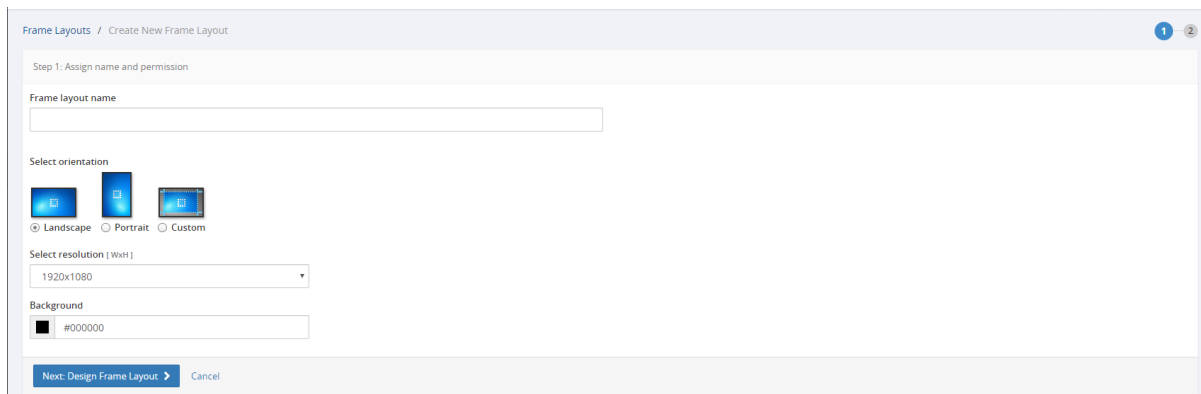 Frame Layouts / Create New Frame Layout
1 2
Step 1: Assign name and permission
Frame layout name
Select orientation
Landscape Portrait Custom
Select resolution [ WxH ]
1920x1080
Background
#000000
Next: Design Frame Layout Cancel